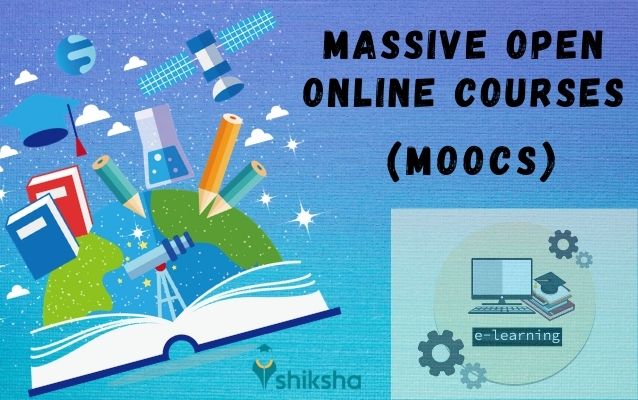 MASSIVE OPEN
ONLINE COURSES
(MOOCS)
e-learning
shiksha